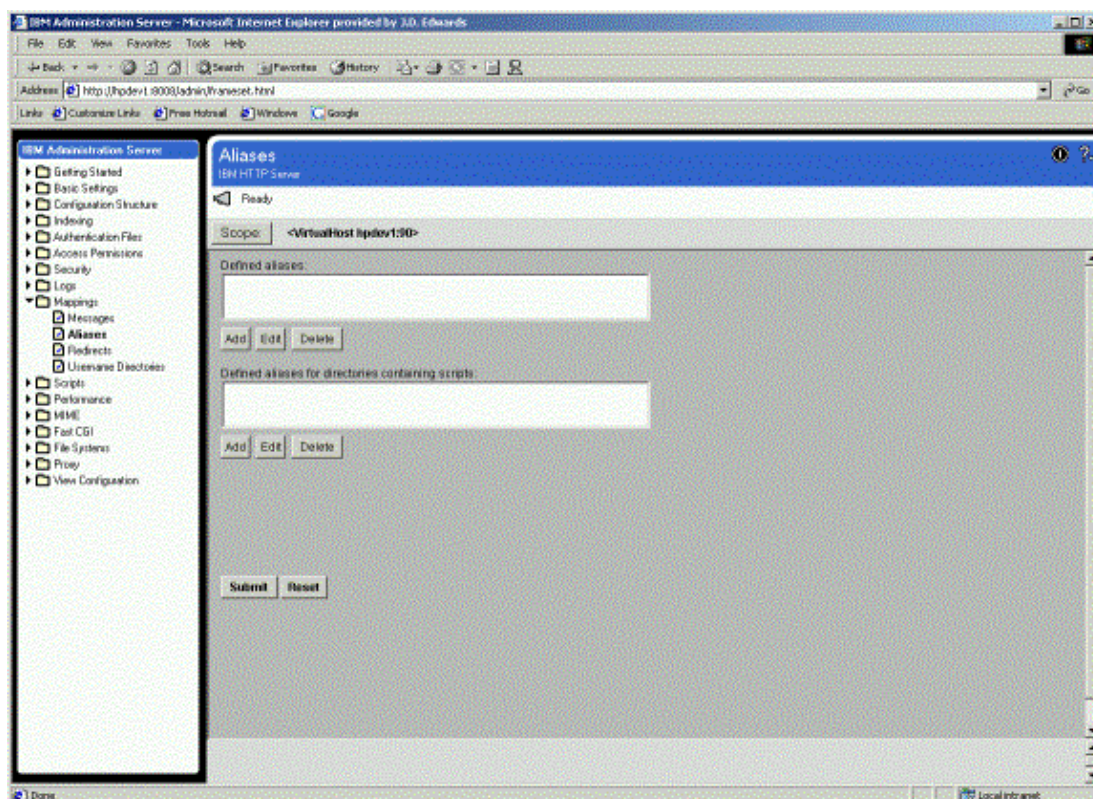 IBM Administration Server - Microsoft Internet Explorer provided by J.D. Edwards
File Edit View Favorites Tools Help
Back Search Favorites History
Address http://hpdev1:8008/admin/frameset.html Go
Links Customize Links Free Hotmail Windows Google
IBM Administration Server
Getting Started
Basic Settings
Configuration Structure
Indexing
Authentication Files
Access Permissions
Security
Logs
Mappings
Messages
Aliases
Redirects
Username Directories
Scripts
Performance
MIME
Fast CGI
File Systems
Proxy
View Configuration
Aliases
IBM HTTP Server
Ready
Scope: <VirtualHost hpdev1:90>
Defined aliases:
Add Edit Delete
Defined aliases for directories containing scripts:
Add Edit Delete
Submit Reset
Done Local intranet